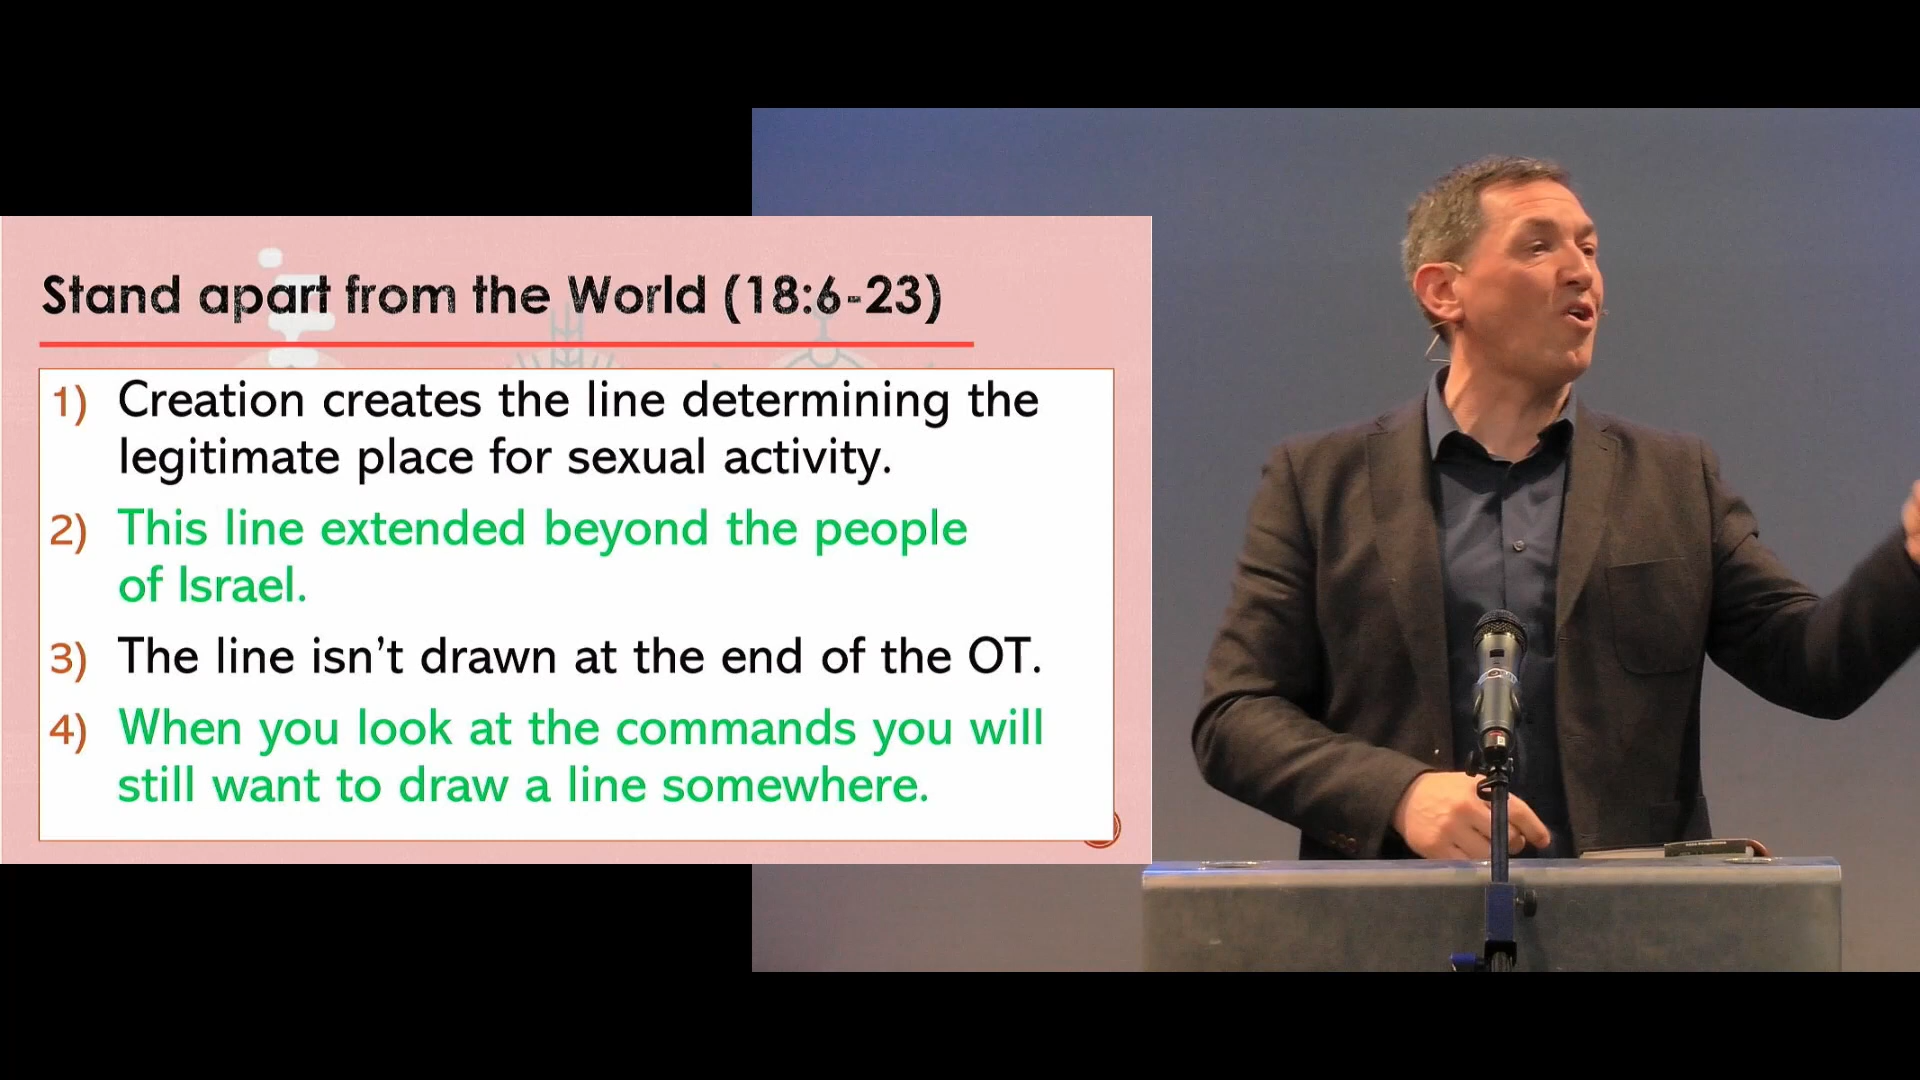 Stand apart from the World (18:6-23)
1) Creation creates the line determining the
legitimate place for sexual activity.
2) This line extended beyond the people
of Israel.
3) The line isn't drawn at the end of the OT.
4) When you look at the commands you will
still want to draw a line somewhere.